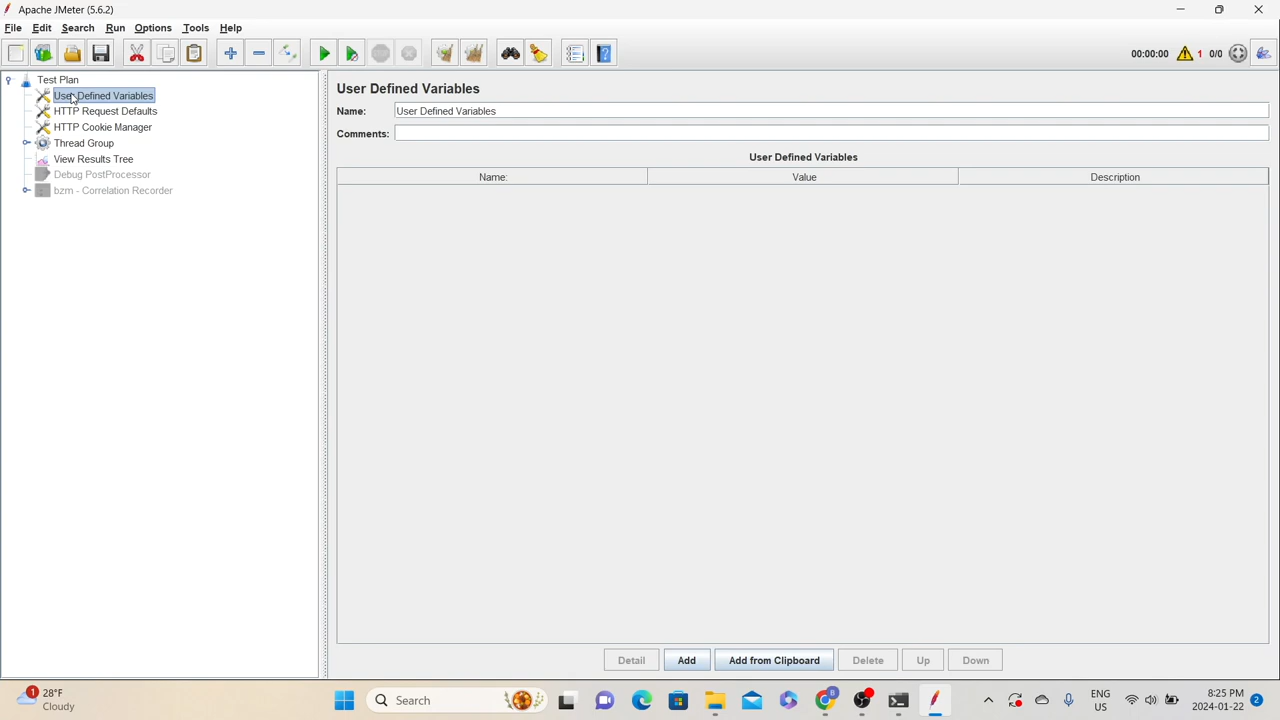 Apache JMeter (5.6.2)
File Edit Search Run Options Tools Help
00:00:00 1 0/0
Test Plan
User Defined Variables
HTTP Request Defaults
HTTP Cookie Manager
Thread Group
View Results Tree
Debug PostProcessor
bzm - Correlation Recorder
User Defined Variables
Name: User Defined Variables
Comments:
User Defined Variables
Name: Value Description
Detail Add Add from Clipboard Delete Up Down
1 28°F
Cloudy
Search
ENG
US
8:25 PM
2024-01-22
2